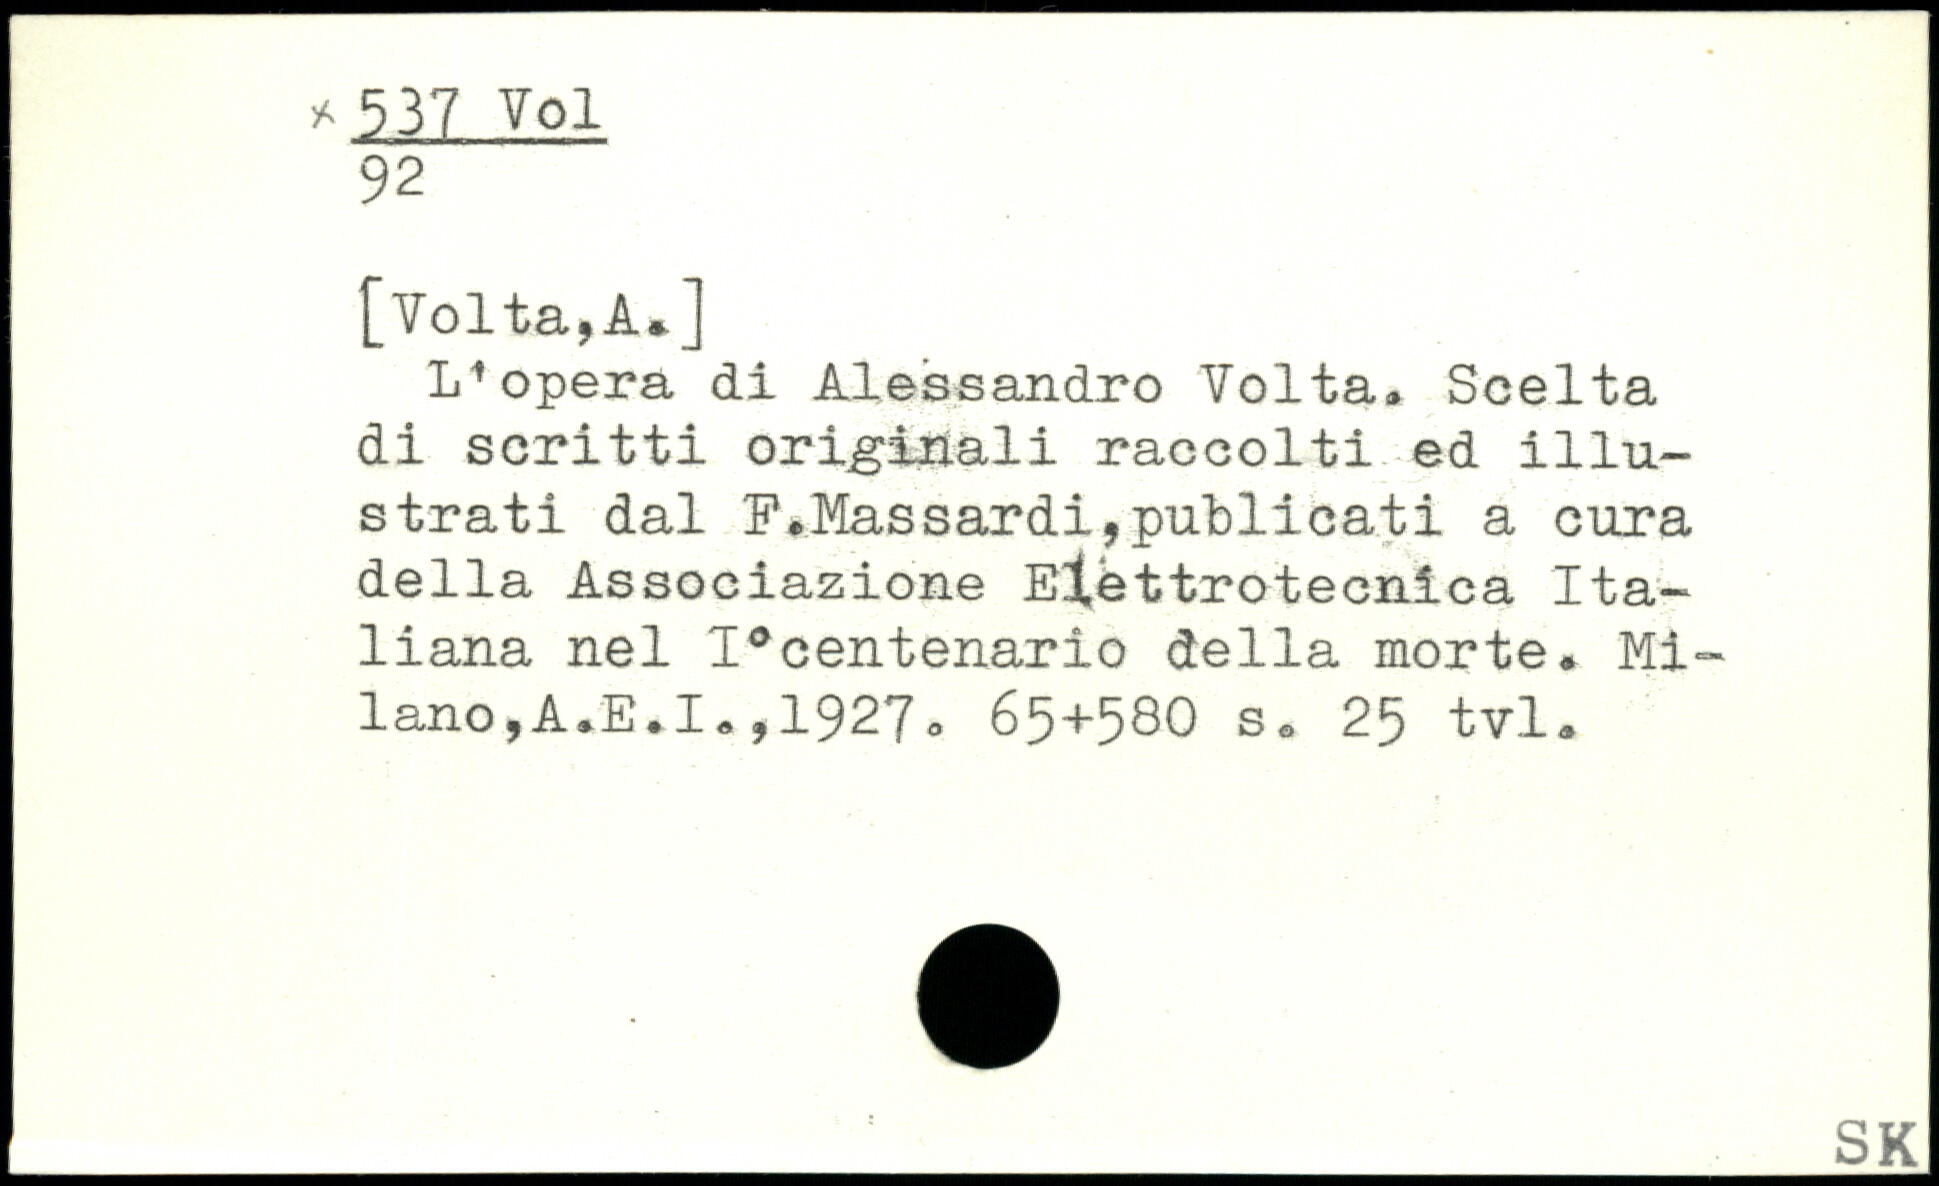 × 537 Vol
92
[Volta,A.]
L'opera di Alessandro Volta. Scelta
di scritti originali raccolti ed illu-
strati dal F.Massardi,publicati a cura
della Associazione Elettrotecnica Ita-
liana nel I°centenario della morte. Mi-
lano,A.E.I.,1927. 65+580 s. 25 tvl.
SK